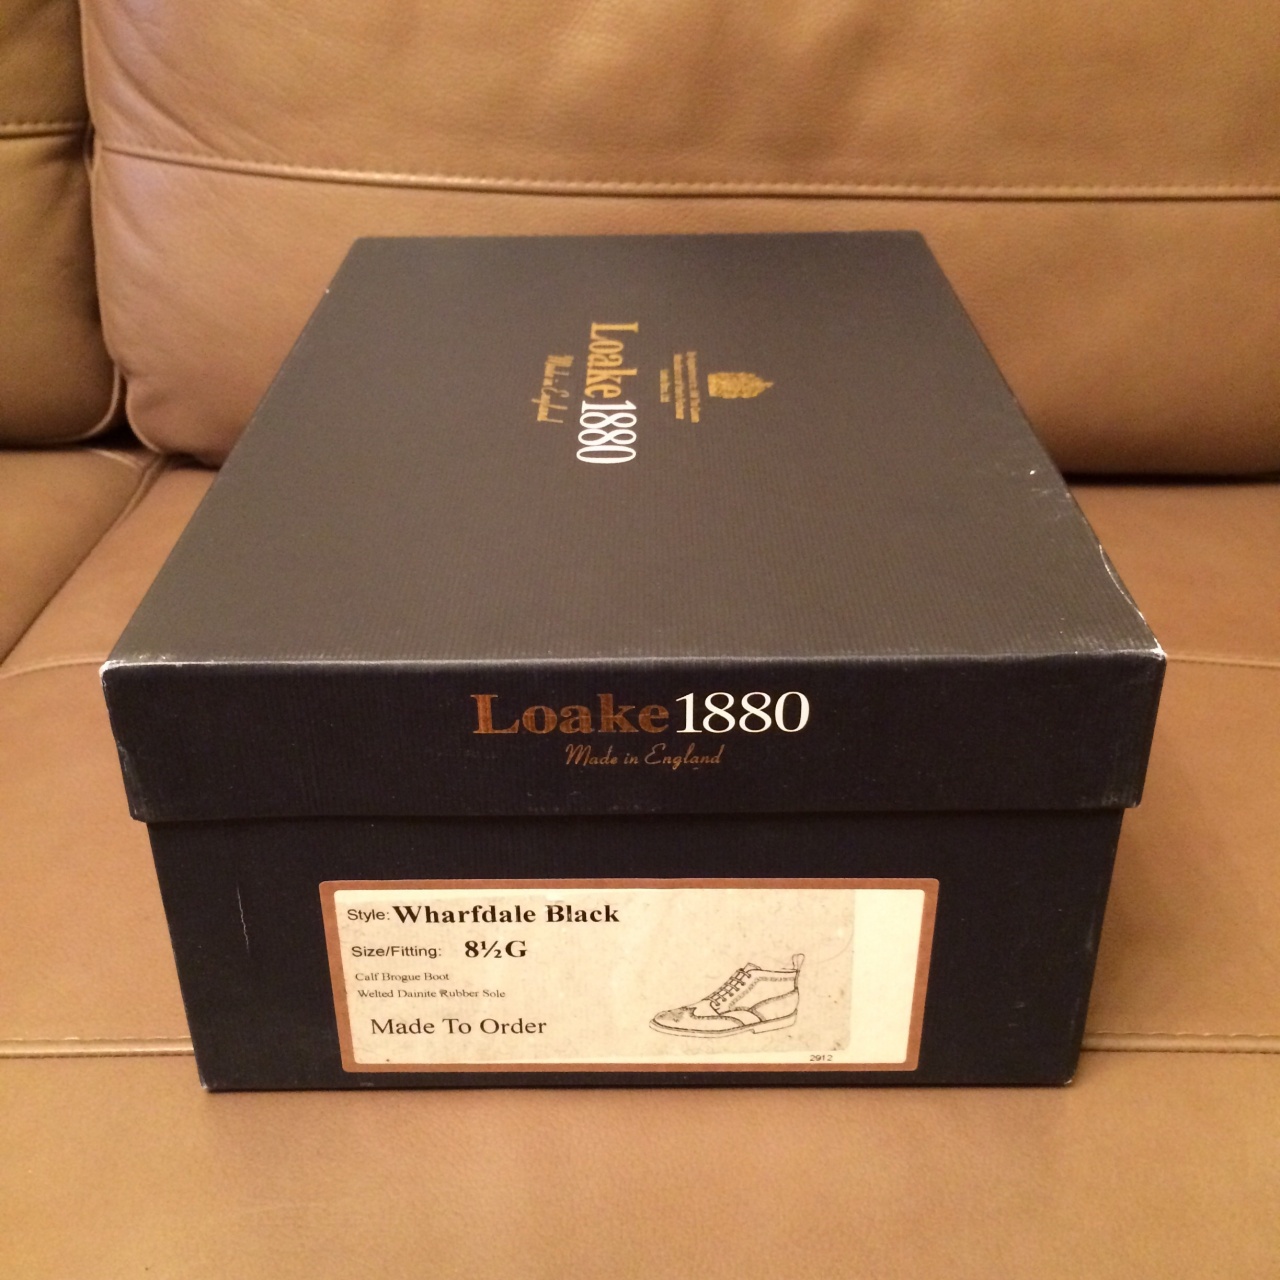 Loake1880
Made in England
Loake1880
Made in England
Style: Wharfdale Black
Size/Fitting: 8½G
Calf Brogue Boot
Welted Dainite Rubber Sole
Made To Order
2912